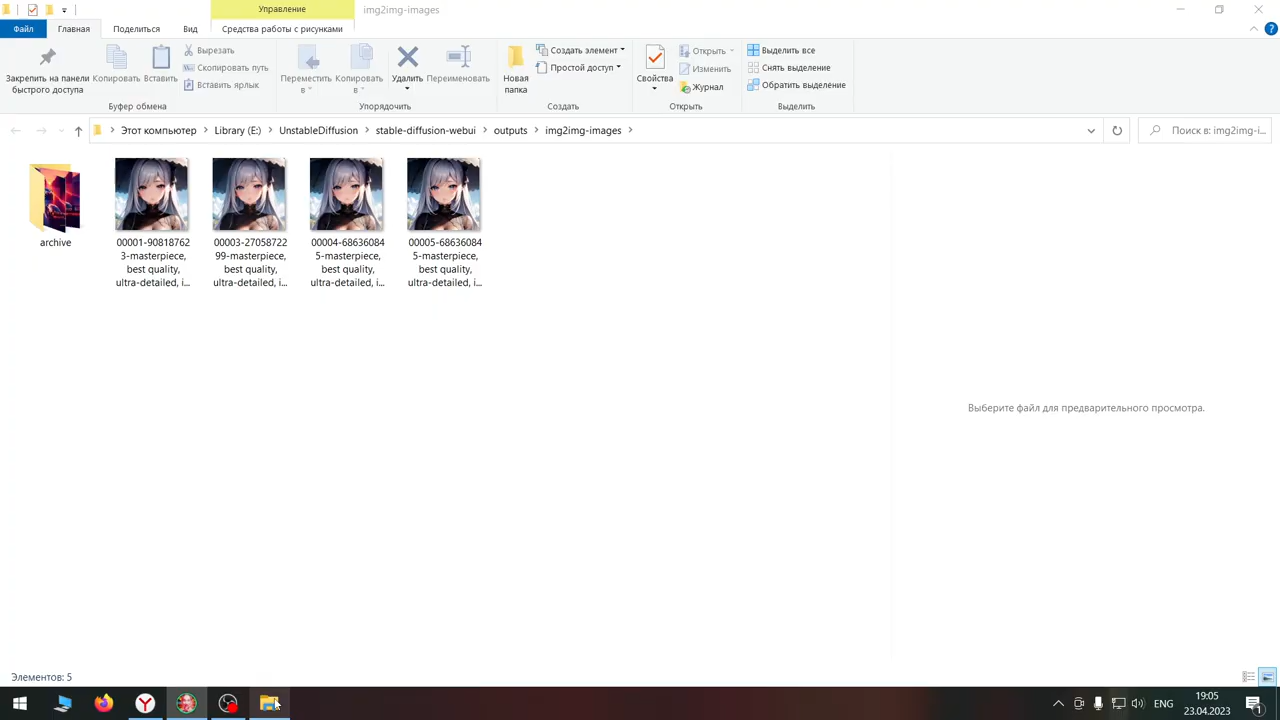 Управление
img2img-images
Файл
Главная
Поделиться
Вид
Средства работы с рисунками
Закрепить на панели
быстрого доступа
Копировать
Вставить
Вырезать
Скопировать путь
Вставить ярлык
Буфер обмена
Переместить
в
Копировать
в
Удалить
Переименовать
Упорядочить
Новая
папка
Создать элемент
Простой доступ
Создать
Свойства
Открыть
Изменить
Журнал
Открыть
Выделить все
Снять выделение
Обратить выделение
Выделить
Этот компьютер
Library (E:)
UnstableDiffusion
stable-diffusion-webui
outputs
img2img-images
Поиск в: img2img-i...
archive
00001-90818762
3-masterpiece,
best quality,
ultra-detailed, i...
00003-27058722
99-masterpiece,
best quality,
ultra-detailed, i...
00004-68636084
5-masterpiece,
best quality,
ultra-detailed, i...
00005-68636084
5-masterpiece,
best quality,
ultra-detailed, i...
Выберите файл для предварительного просмотра.
Элементов: 5
ENG
19:05
23.04.2023
1